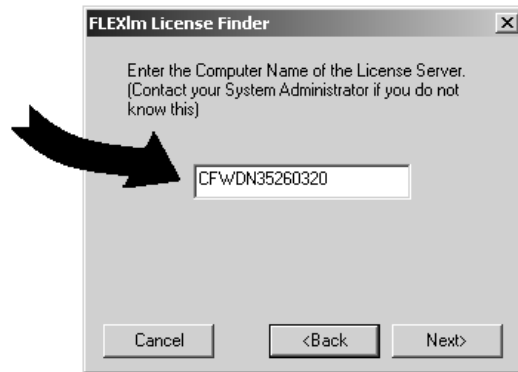 FLEXlm License Finder
Enter the Computer Name of the License Server.
(Contact your System Administrator if you do not
know this)
CFWDN35260320
Cancel
<Back
Next>